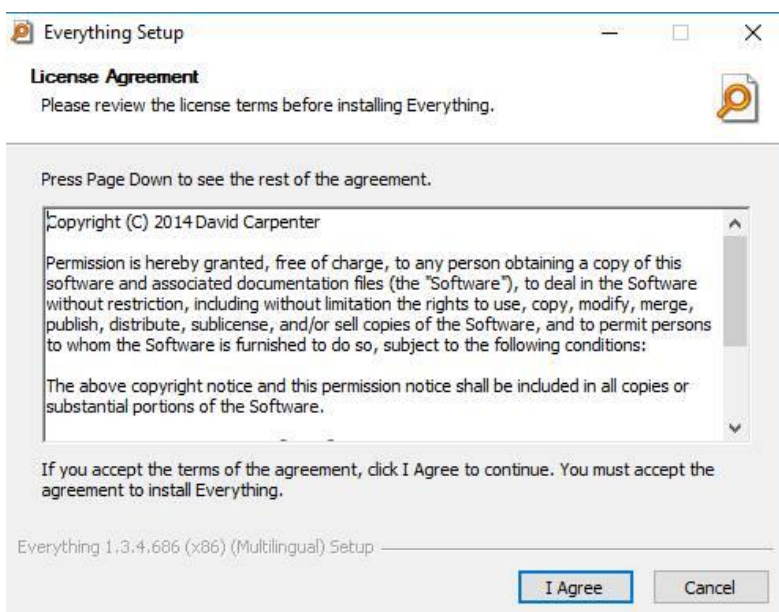 Everything Setup
License Agreement
Please review the license terms before installing Everything.
Press Page Down to see the rest of the agreement.
Copyright (C) 2014 David Carpenter
Permission is hereby granted, free of charge, to any person obtaining a copy of this
software and associated documentation files (the "Software"), to deal in the Software
without restriction, including without limitation the rights to use, copy, modify, merge,
publish, distribute, sublicense, and/or sell copies of the Software, and to permit persons
to whom the Software is furnished to do so, subject to the following conditions:
The above copyright notice and this permission notice shall be included in all copies or
substantial portions of the Software.
If you accept the terms of the agreement, click I Agree to continue. You must accept the
agreement to install Everything.
Everything 1.3.4.686 (x86) (Multilingual) Setup
I Agree
Cancel